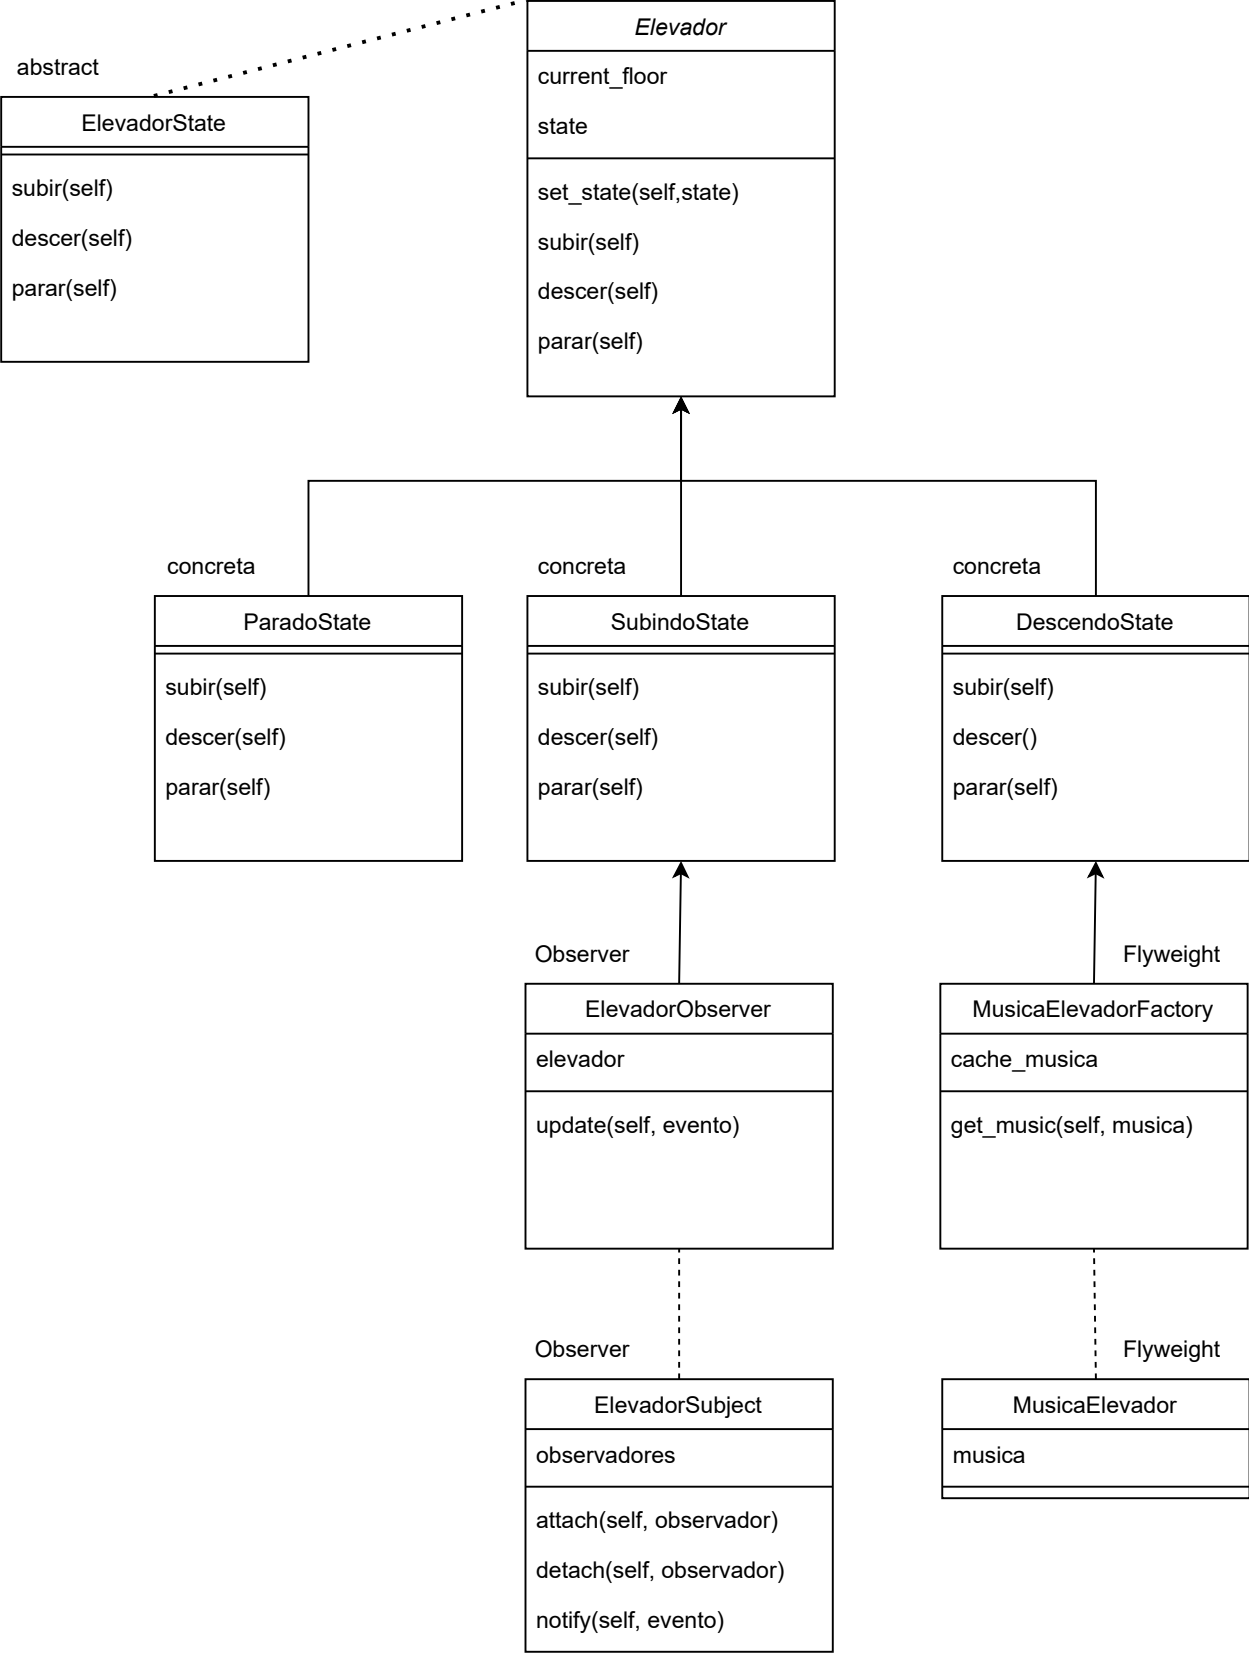 Elevador
current_floor
state
set_state(self,state)
subir(self)
descer(self)
parar(self)
abstract
ElevadorState
subir(self)
descer(self)
parar(self)
concreta
ParadoState
subir(self)
descer(self)
parar(self)
concreta
SubindoState
subir(self)
descer(self)
parar(self)
concreta
DescendoState
subir(self)
descer()
parar(self)
Observer
ElevadorObserver
elevador
update(self, evento)
Flyweight
MusicaElevadorFactory
cache_musica
get_music(self, musica)
Observer
ElevadorSubject
observadores
attach(self, observador)
detach(self, observador)
notify(self, evento)
Flyweight
MusicaElevador
musica